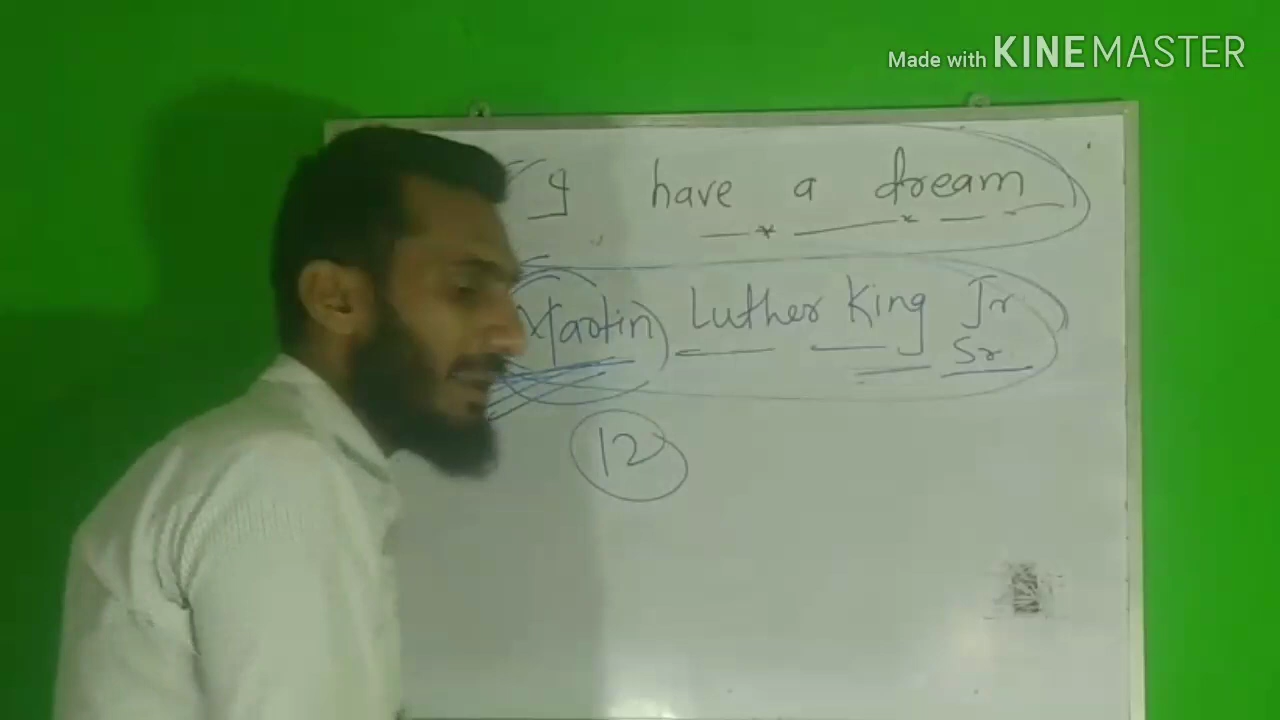 Made with KINEMASTER
I have a dream
Martin Luther King Jr
Sr
12